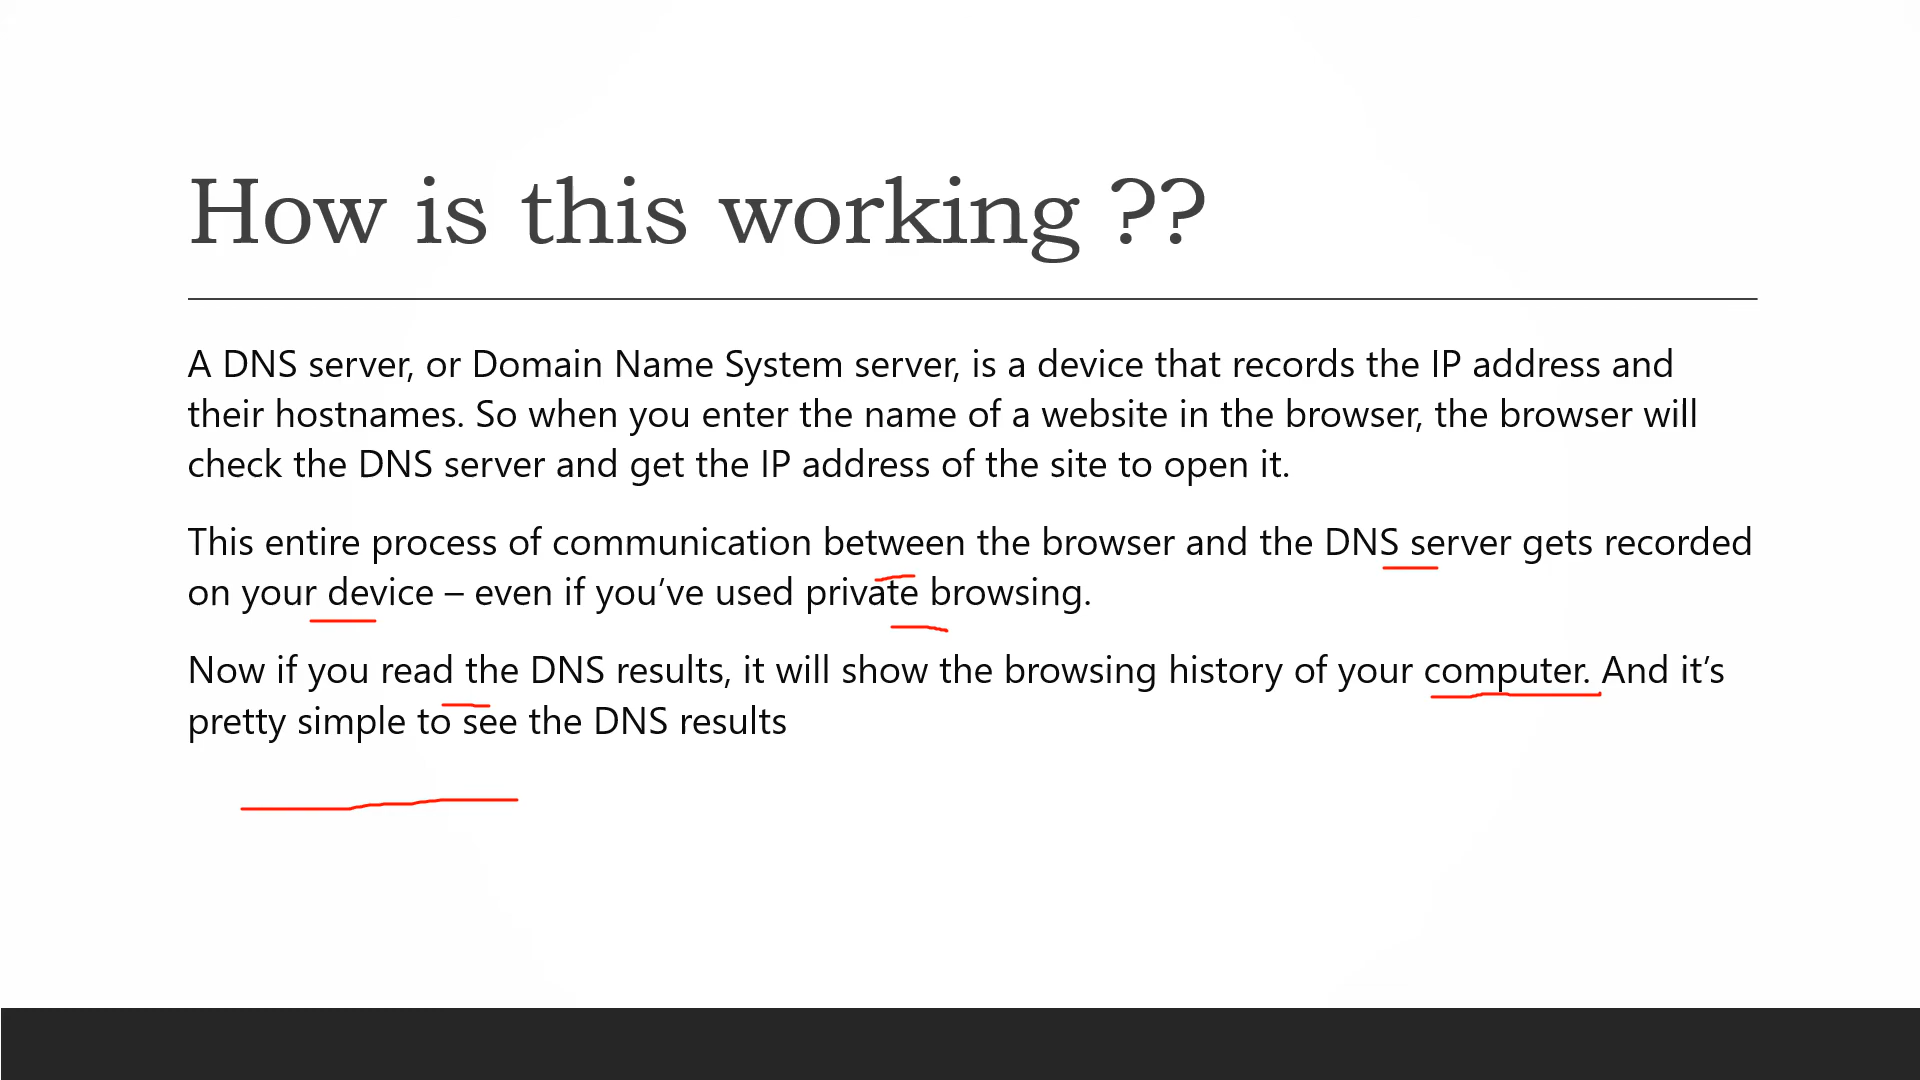 How is this working ??
A DNS server, or Domain Name System server, is a device that records the IP address and
their hostnames. So when you enter the name of a website in the browser, the browser will
check the DNS server and get the IP address of the site to open it.
This entire process of communication between the browser and the DNS server gets recorded
on your device – even if you’ve used private browsing.
Now if you read the DNS results, it will show the browsing history of your computer. And it’s
pretty simple to see the DNS results